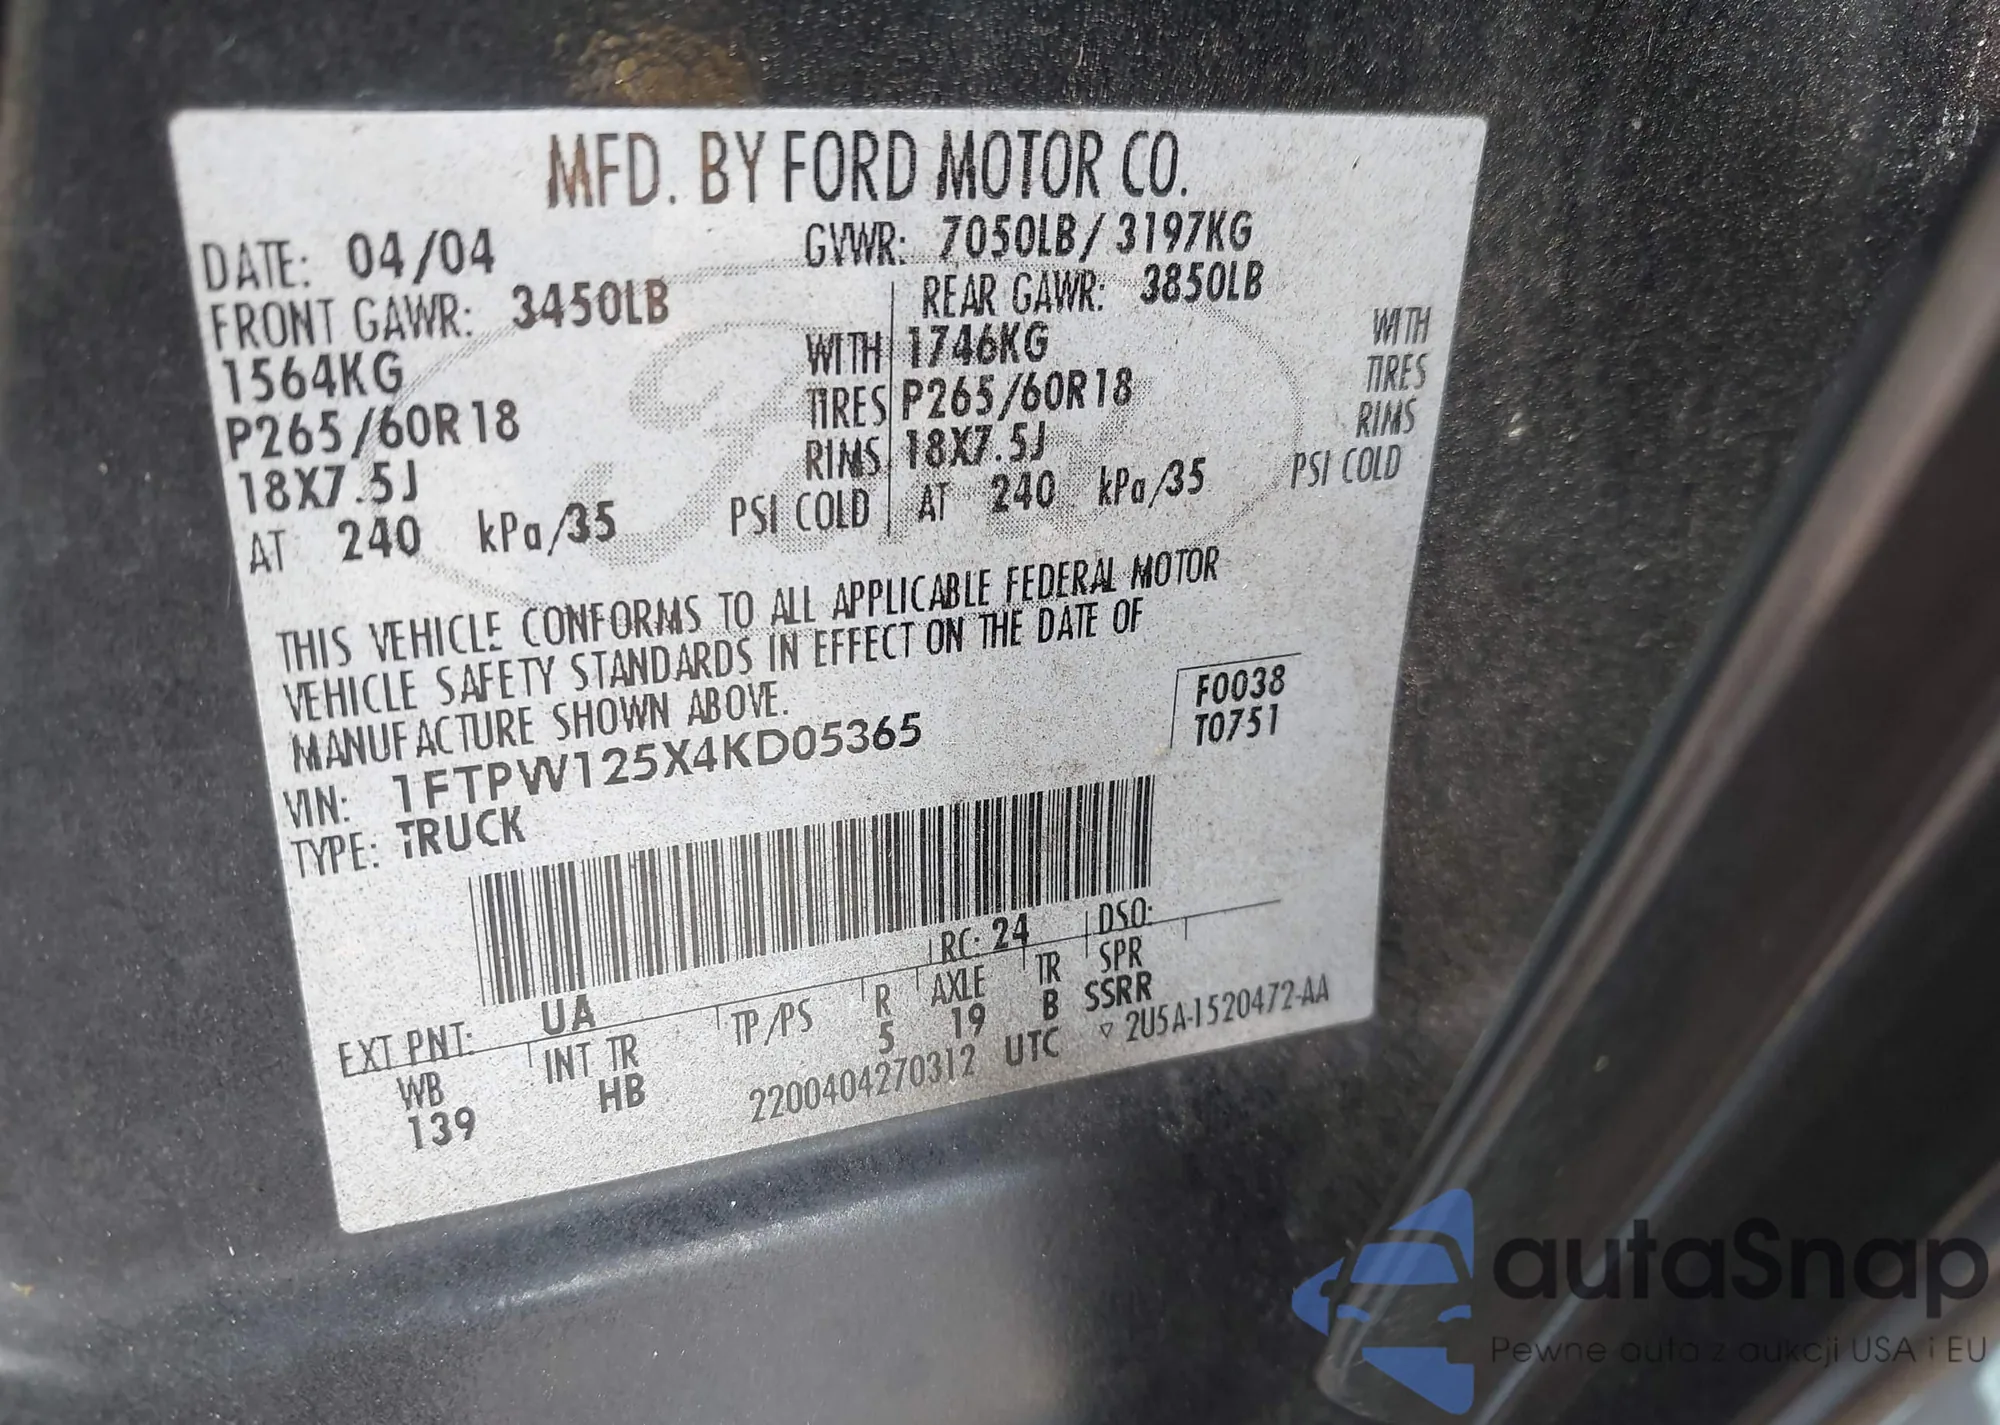 MFD. BY FORD MOTOR CO.
DATE: 04/04 GVWR: 7050LB/ 3197KG
FRONT GAWR: 3450LB REAR GAWR: 3850LB
1564KG WITH 1746KG WITH
P265/60R18 TIRES P265/60R18 TIRES
18X7.5J RIMS 18X7.5J RIMS
AT 240 kPa/35 PSI COLD AT 240 kPa/35 PSI COLD
THIS VEHICLE CONFORMS TO ALL APPLICABLE FEDERAL MOTOR
VEHICLE SAFETY STANDARDS IN EFFECT ON THE DATE OF
MANUFACTURE SHOWN ABOVE.
VIN: 1FTPW125X4KD05365
TYPE: TRUCK
F0038
T0751
EXT PNT: UA RC: 24 DSO:
WB INT TR TP/PS R AXLE TR SPR
139 HB 5 19 B SSRR
2200404270312 UTC ▽ 2U5A-1520472-AA
autaSnap
Pewne auta z aukcji USA i EU